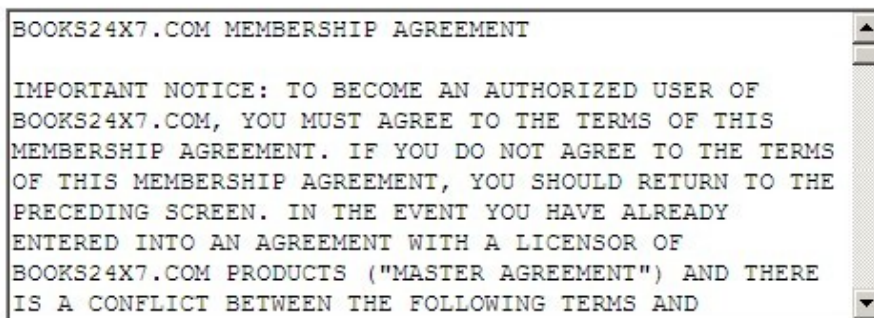 BOOKS24X7.COM MEMBERSHIP AGREEMENT
IMPORTANT NOTICE: TO BECOME AN AUTHORIZED USER OF
BOOKS24X7.COM, YOU MUST AGREE TO THE TERMS OF THIS
MEMBERSHIP AGREEMENT. IF YOU DO NOT AGREE TO THE TERMS
OF THIS MEMBERSHIP AGREEMENT, YOU SHOULD RETURN TO THE
PRECEDING SCREEN. IN THE EVENT YOU HAVE ALREADY
ENTERED INTO AN AGREEMENT WITH A LICENSOR OF
BOOKS24X7.COM PRODUCTS ("MASTER AGREEMENT") AND THERE
IS A CONFLICT BETWEEN THE FOLLOWING TERMS AND